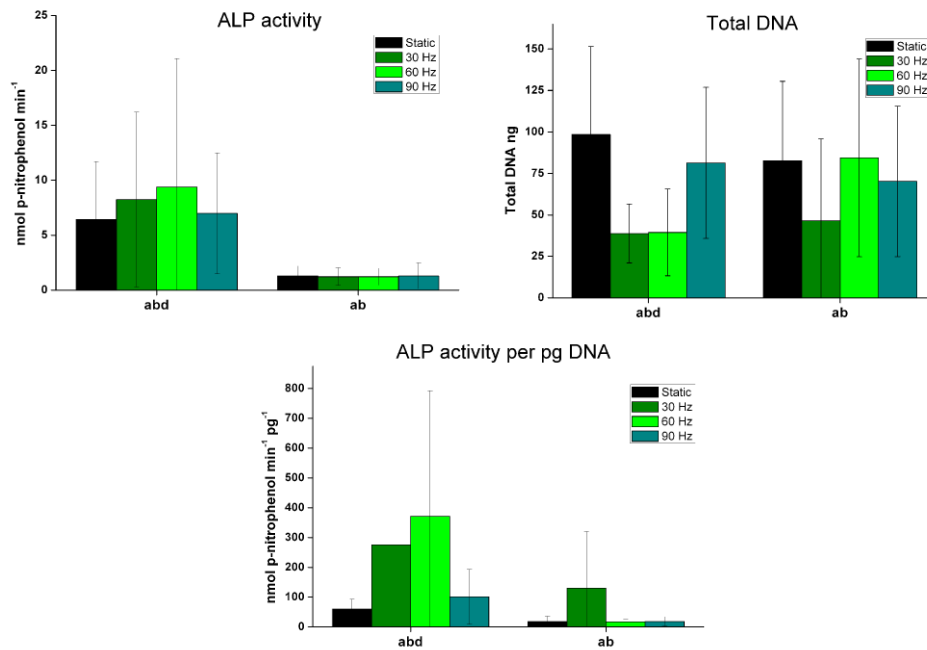 ALP activity
nmol p-nitrophenol min⁻¹
25
20
15
10
5
0
Static
30 Hz
60 Hz
90 Hz
abd
ab
Total DNA
Total DNA ng
150
125
100
75
50
25
0
Static
30 Hz
60 Hz
90 Hz
abd
ab
ALP activity per pg DNA
nmol p-nitrophenol min⁻¹ pg⁻¹
800
700
600
500
400
300
200
100
0
Static
30 Hz
60 Hz
90 Hz
abd
ab